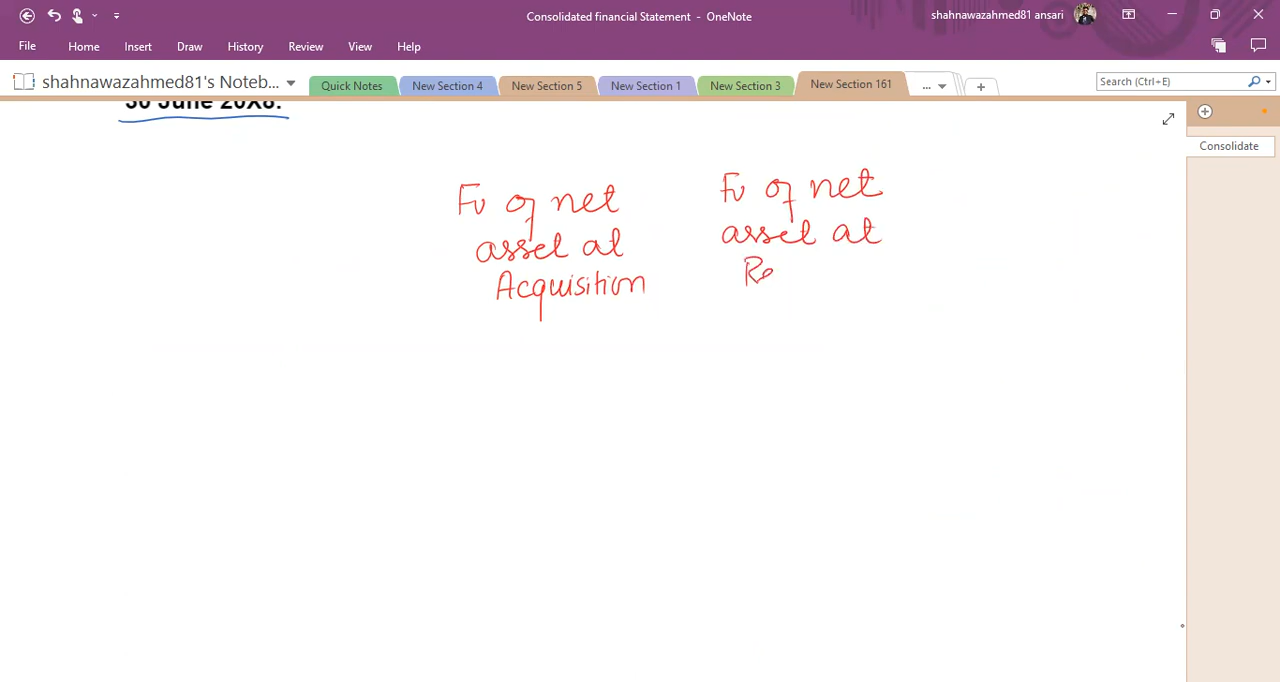 Consolidated financial Statement - OneNote
shahnawazahmed81 ansari
File Home Insert Draw History Review View Help
shahnawazahmed81's Noteb...
Quick Notes
New Section 4
New Section 5
New Section 1
New Section 3
New Section 161
...
Search (Ctrl+E)
Consolidate
30 June 20X8.
Fv of net
asset at
Acquisition
Fv of net
asset at
Re